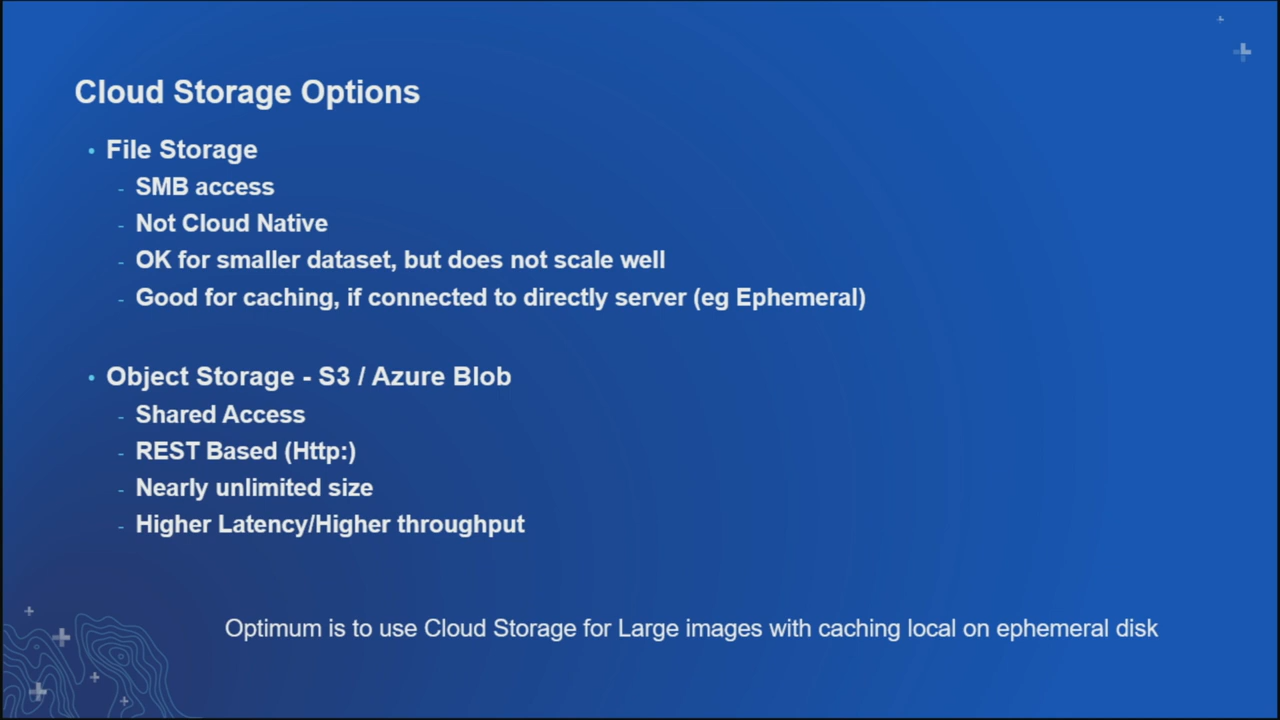 Cloud Storage Options
• File Storage
- SMB access
- Not Cloud Native
- OK for smaller dataset, but does not scale well
- Good for caching, if connected to directly server (eg Ephemeral)
• Object Storage - S3 / Azure Blob
- Shared Access
- REST Based (Http:)
- Nearly unlimited size
- Higher Latency/Higher throughput
Optimum is to use Cloud Storage for Large images with caching local on ephemeral disk